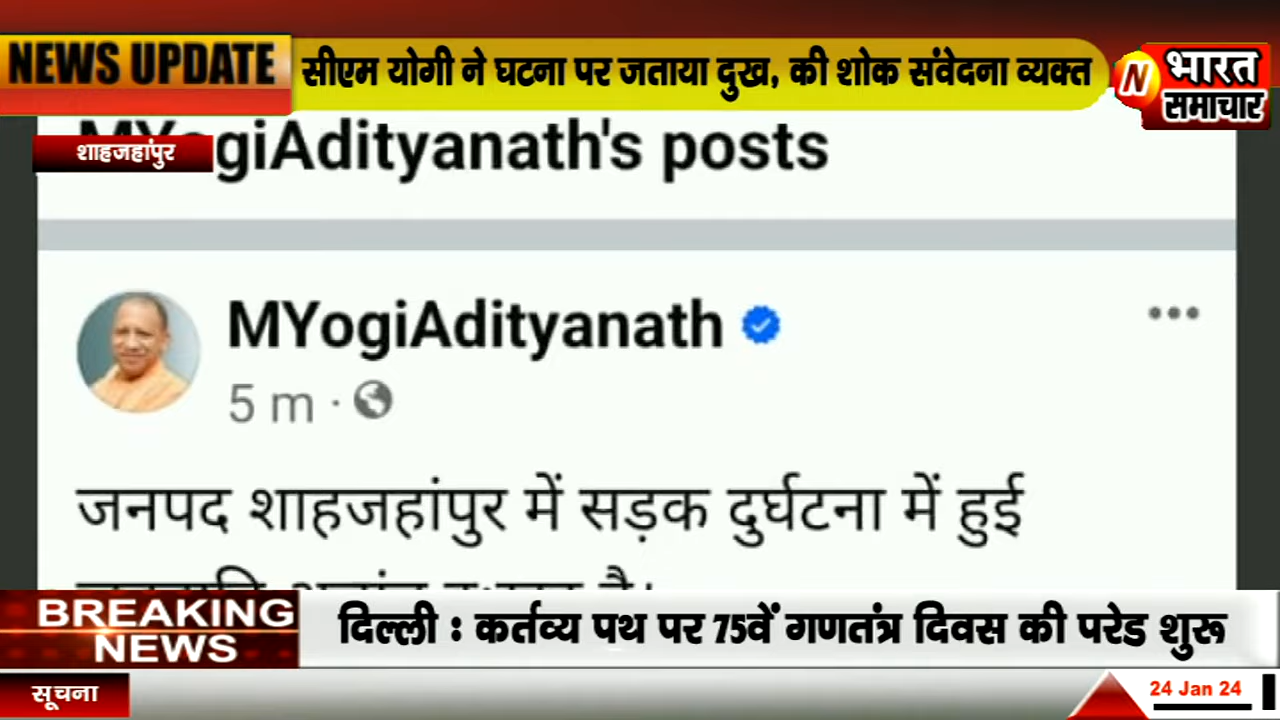 NEWS UPDATE
सीएम योगी ने घटना पर जताया दुख, की शोक संवेदना व्यक्त
N
भारत
समाचार
शाहजहांपुर
MYogiAdityanath's posts
MYogiAdityanath
5 m ·
जनपद शाहजहांपुर में सड़क दुर्घटना में हुई
है।
BREAKING
NEWS
दिल्ली : कर्तव्य पथ पर 75वें गणतंत्र दिवस की परेड शुरू
सूचना
24 Jan 24